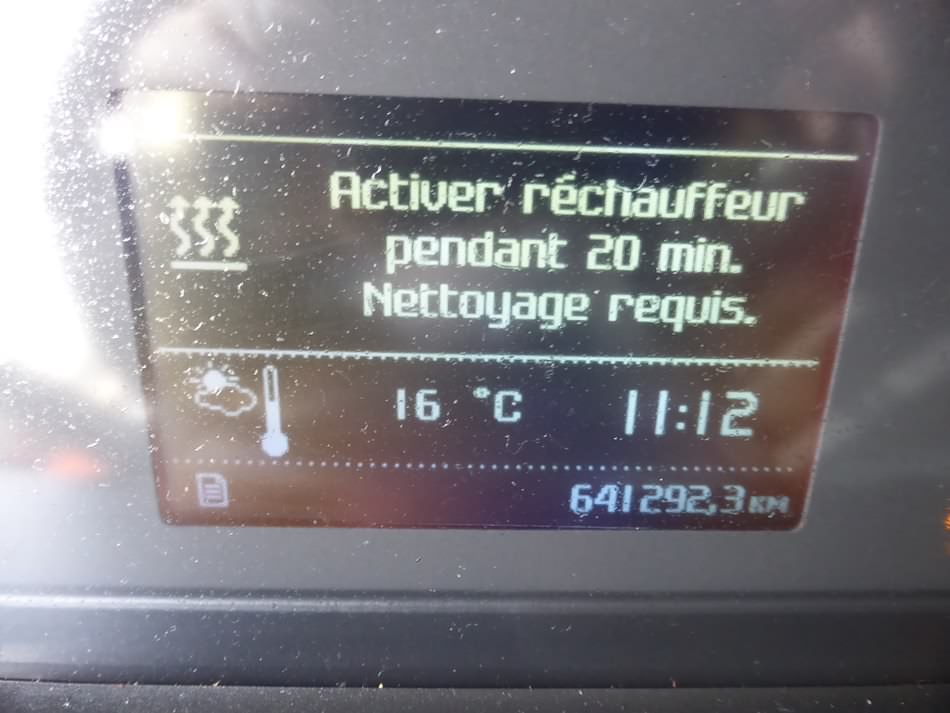 Activer réchauffeur
pendant 20 min.
Nettoyage requis.
16 °C 11:12
641292,3 KM